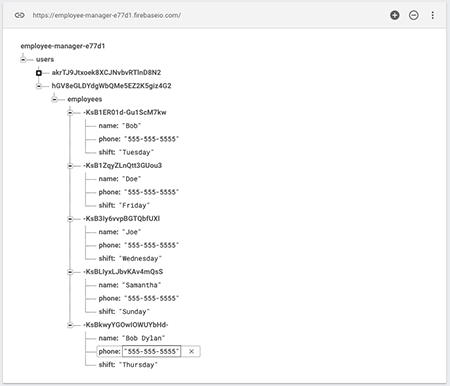 https://employee-manager-e77d1.firebaseio.com/
employee-manager-e77d1
users
akrTJ9Jtxoek8XCJNvbvRTlnD8N2
hGV8eGLDYdgWbQMe5EZ2K5giz4G2
employees
-KsB1ER01d-Gu1ScM7kw
name: "Bob"
phone: "555-555-5555"
shift: "Tuesday"
-KsB1ZqyZLnQtt3GUou3
name: "Doe"
phone: "555-555-5555"
shift: "Friday"
-KsB3Iy6vvpBGTQbfUXl
name: "Joe"
phone: "555-555-5555"
shift: "Wednesday"
-KsBLIyxLJbvKAv4mQsS
name: "Samantha"
phone: "555-555-5555"
shift: "Sunday"
-KsBkwyYGOwIOWUYbHd-
name: "Bob Dylan"
phone: "555-555-5555"
shift: "Thursday"